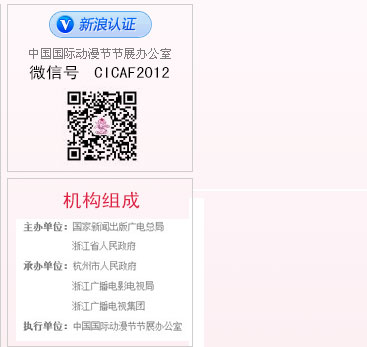 新浪认证
中国国际动漫节节展办公室
微信号 CICAF2012
机构组成
主办单位：国家新闻出版广电总局
浙江省人民政府
承办单位：杭州市人民政府
浙江广播电影电视局
浙江广播电视集团
执行单位：中国国际动漫节节展办公室